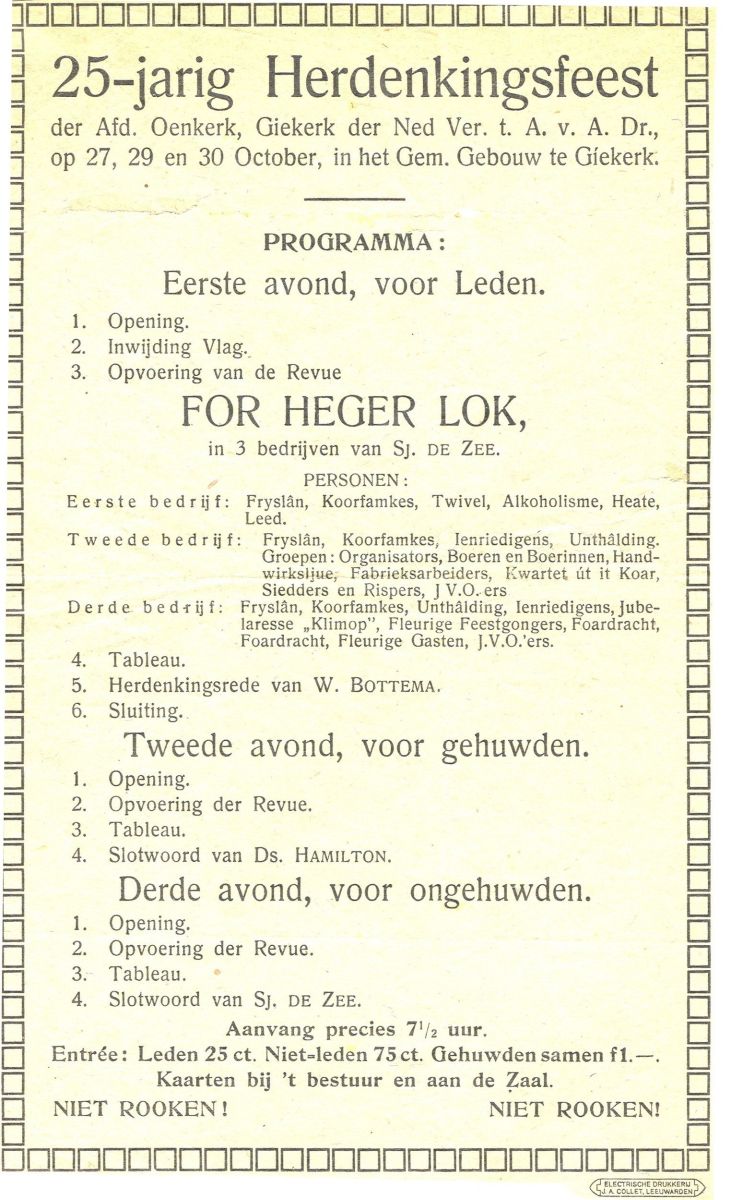 25-jarig Herdenkingsfeest
der Afd. Oenkerk, Giekerk der Ned Ver. t. A. v. A. Dr.,
op 27, 29 en 30 October, in het Gem. Gebouw te Giekerk.
PROGRAMMA:
Eerste avond, voor Leden.
1. Opening.
2. Inwijding Vlag.
3. Opvoering van de Revue
FOR HEGER LOK,
in 3 bedrijven van SJ. DE ZEE.
PERSONEN:
Eerste bedrijf: Fryslân, Koorfamkes, Twivel, Alkoholisme, Heate,
Leed.
Tweede bedrijf: Fryslân, Koorfamkes, Ienriedigens, Unthâlding.
Groepen: Organisators, Boeren en Boerinnen, Hand-
wirksljue, Fabrieksarbeiders, Kwartet út it Koar,
Siedders en Rispers, J V.O. ers
Derde bedrijf: Fryslân, Koorfamkes, Unthâlding, Ienriedigens, Jube-
laresse „Klimop", Fleurige Feestgongers, Foardracht,
Foardracht, Fleurige Gasten, J.V.O.'ers.
4. Tableau.
5. Herdenkingsrede van W. BOTTEMA.
6. Sluiting.
Tweede avond, voor gehuwden.
1. Opening.
2. Opvoering der Revue.
3. Tableau.
4. Slotwoord van Ds. HAMILTON.
Derde avond, voor ongehuwden.
1. Opening.
2. Opvoering der Revue.
3. Tableau.
4. Slotwoord van SJ. DE ZEE.
Aanvang precies 7 1/2 uur.
Entrée: Leden 25 ct. Niet-leden 75 ct. Gehuwden samen f1.—.
Kaarten bij 't bestuur en aan de Zaal.
NIET ROOKEN! NIET ROOKEN!
ELECTRISCHE DRUKKERIJ
J. A. COLLET, LEEUWARDEN